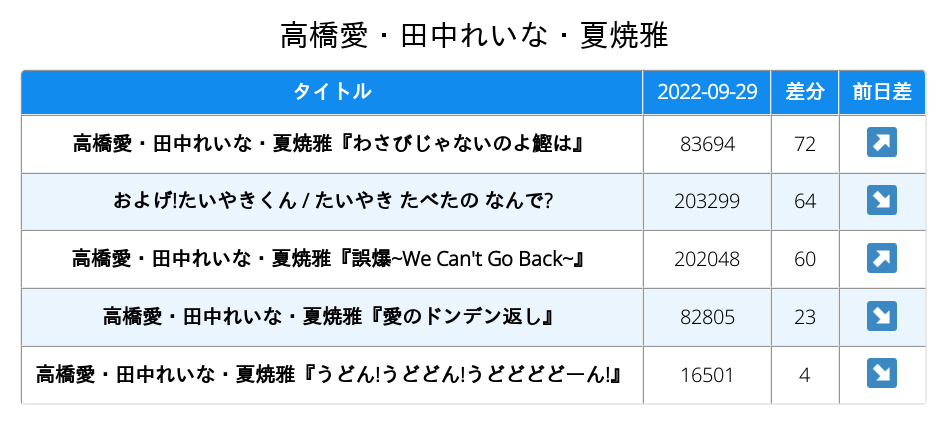 高橋愛・田中れいな・夏焼雅
タイトル 2022-09-29 差分 前日差
高橋愛・田中れいな・夏焼雅『わさびじゃないのよ鰹は』 83694 72 ↗
およげ!たいやきくん / たいやき たべたの なんで? 203299 64 ↘
高橋愛・田中れいな・夏焼雅『誤爆~We Can't Go Back~』 202048 60 ↗
高橋愛・田中れいな・夏焼雅『愛のドンデン返し』 82805 23 ↘
高橋愛・田中れいな・夏焼雅『うどん!うどどん!うどどどどーん!』 16501 4 ↘